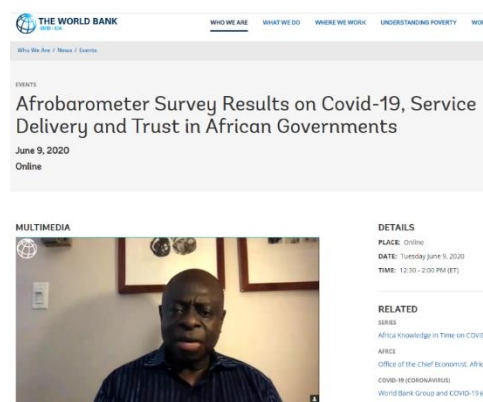 THE WORLD BANK
IBRD • IDA
WHO WE ARE WHAT WE DO WHERE WE WORK UNDERSTANDING POVERTY
Who We Are / News / Events
EVENTS
Afrobarometer Survey Results on Covid-19, Service
Delivery and Trust in African Governments
June 9, 2020
Online
MULTIMEDIA
DETAILS
PLACE: Online
DATE: Tuesday June 9, 2020
TIME: 12:30 - 2:00 PM (ET)
RELATED
SERIES
Africa Knowledge in Time on COVID
AFRCE
Office of the Chief Economist, Afric
COVID-19 (CORONAVIRUS)
World Bank Group and COVID-19